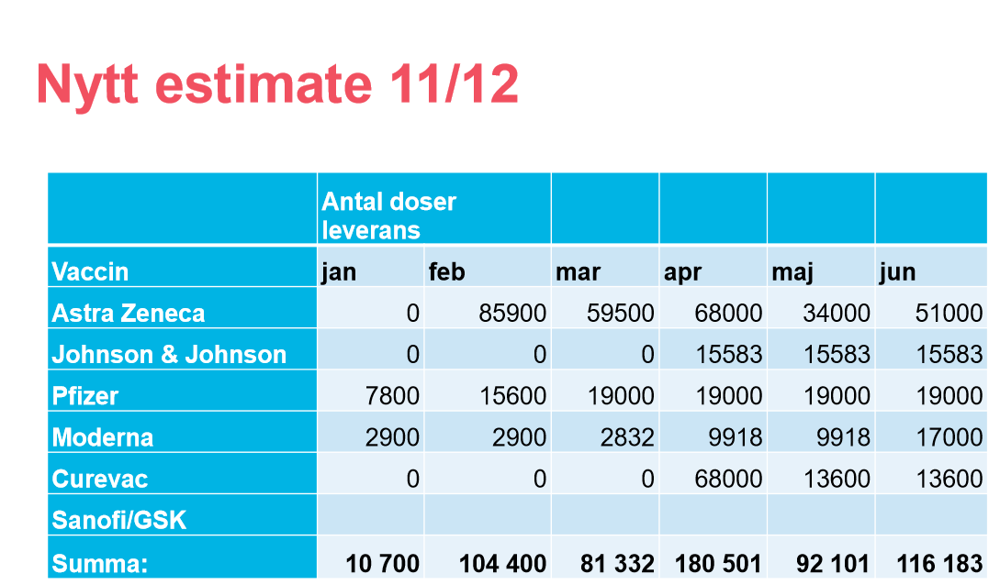 Nytt estimate 11/12
Antal doser
leverans
Vaccin jan feb mar apr maj jun
Astra Zeneca 0 85900 59500 68000 34000 51000
Johnson & Johnson 0 0 0 15583 15583 15583
Pfizer 7800 15600 19000 19000 19000 19000
Moderna 2900 2900 2832 9918 9918 17000
Curevac 0 0 0 68000 13600 13600
Sanofi/GSK
Summa: 10 700 104 400 81 332 180 501 92 101 116 183